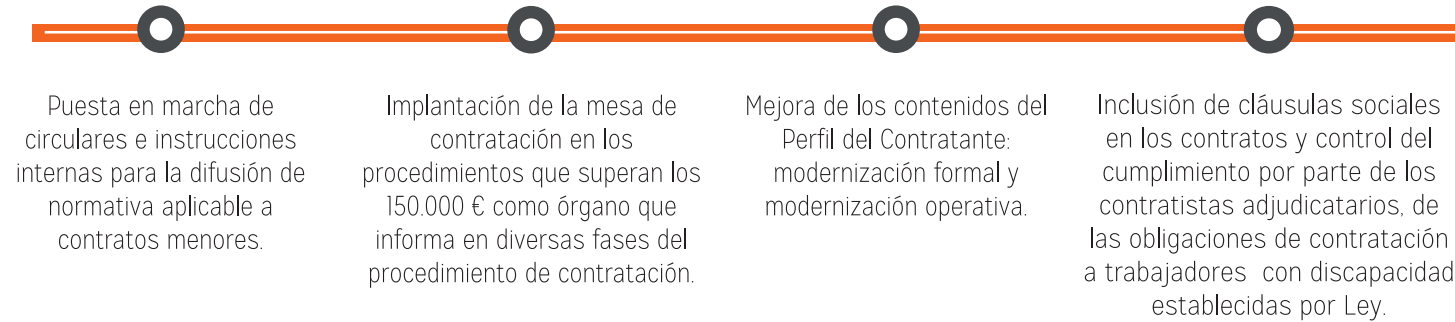 Puesta en marcha de
circulares e instrucciones
internas para la difusión de
normativa aplicable a
contratos menores.
Implantación de la mesa de
contratación en los
procedimientos que superan los
150.000 € como órgano que
informa en diversas fases del
procedimiento de contratación.
Mejora de los contenidos del
Perfil del Contratante:
modernización formal y
modernización operativa.
Inclusión de cláusulas sociales
en los contratos y control del
cumplimiento por parte de los
contratistas adjudicatarios, de
las obligaciones de contratación
a trabajadores con discapacidad
establecidas por Ley.